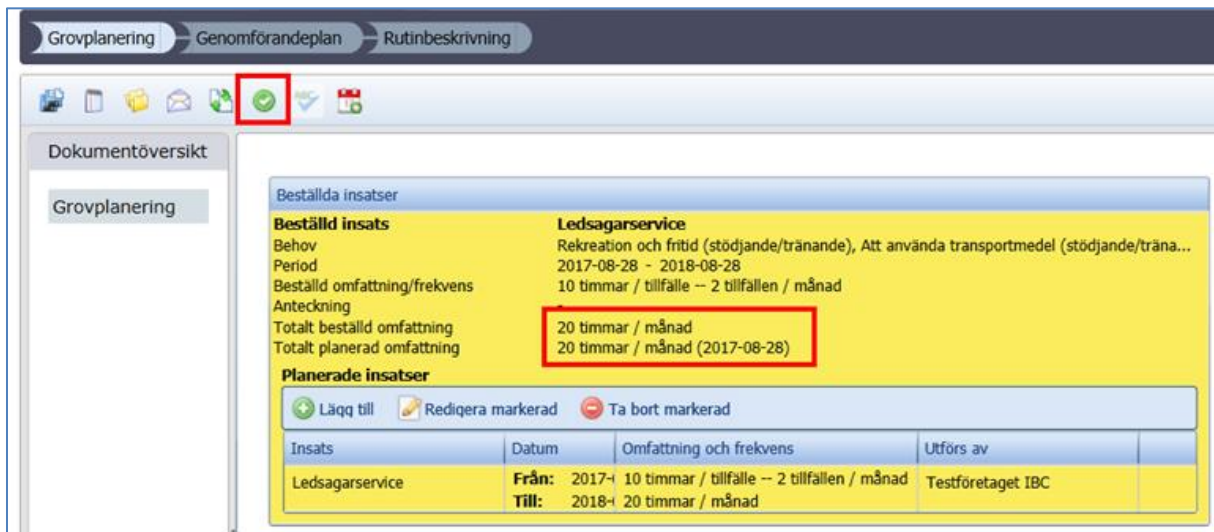 Grovplanering Genomförandeplan Rutinbeskrivning
Dokumentöversikt
Grovplanering
Beställda insatser
Beställd insats Ledsagarservice
Behov Rekreation och fritid (stödjande/tränande), Att använda transportmedel (stödjande/träna...
Period 2017-08-28 - 2018-08-28
Beställd omfattning/frekvens 10 timmar / tillfälle -- 2 tillfällen / månad
Anteckning -
Totalt beställd omfattning 20 timmar / månad
Totalt planerad omfattning 20 timmar / månad (2017-08-28)
Planerade insatser
Lägg till Redigera markerad Ta bort markerad
Insats Datum Omfattning och frekvens Utförs av
Ledsagarservice Från: 2017- 10 timmar / tillfälle -- 2 tillfällen / månad Testföretaget IBC
Till: 2018- 20 timmar / månad